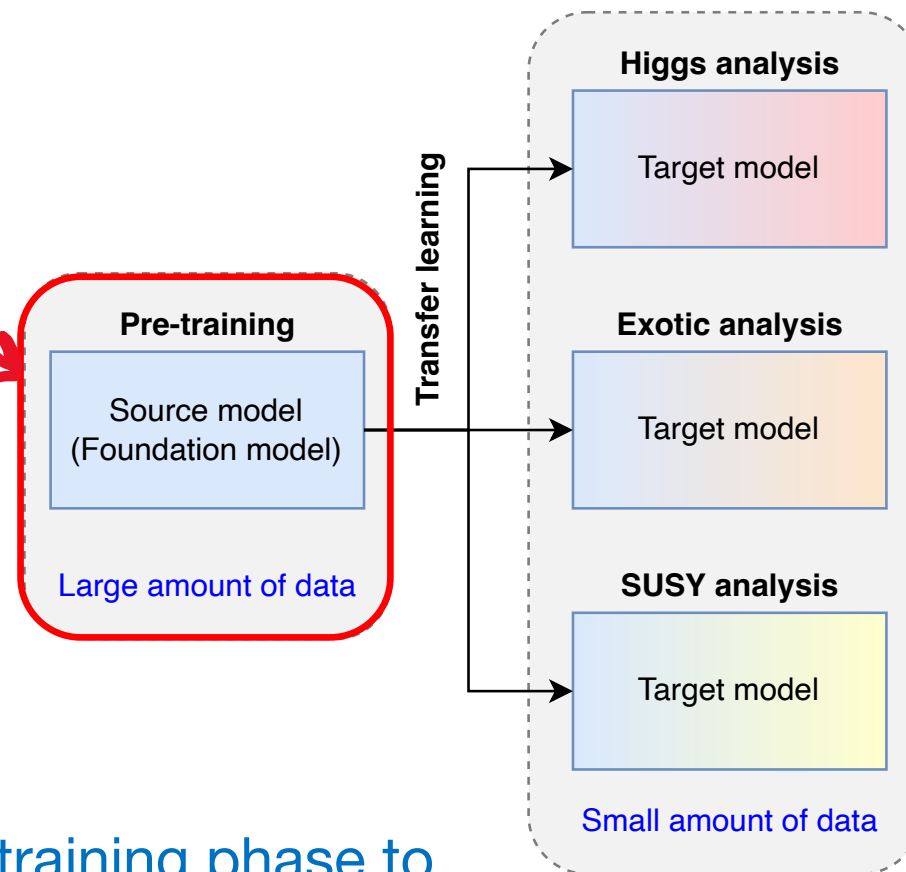 Higgs analysis
Target model
Transfer learning
Pre-training
Source model
(Foundation model)
Large amount of data
Exotic analysis
Target model
SUSY analysis
Target model
Small amount of data
training phase to